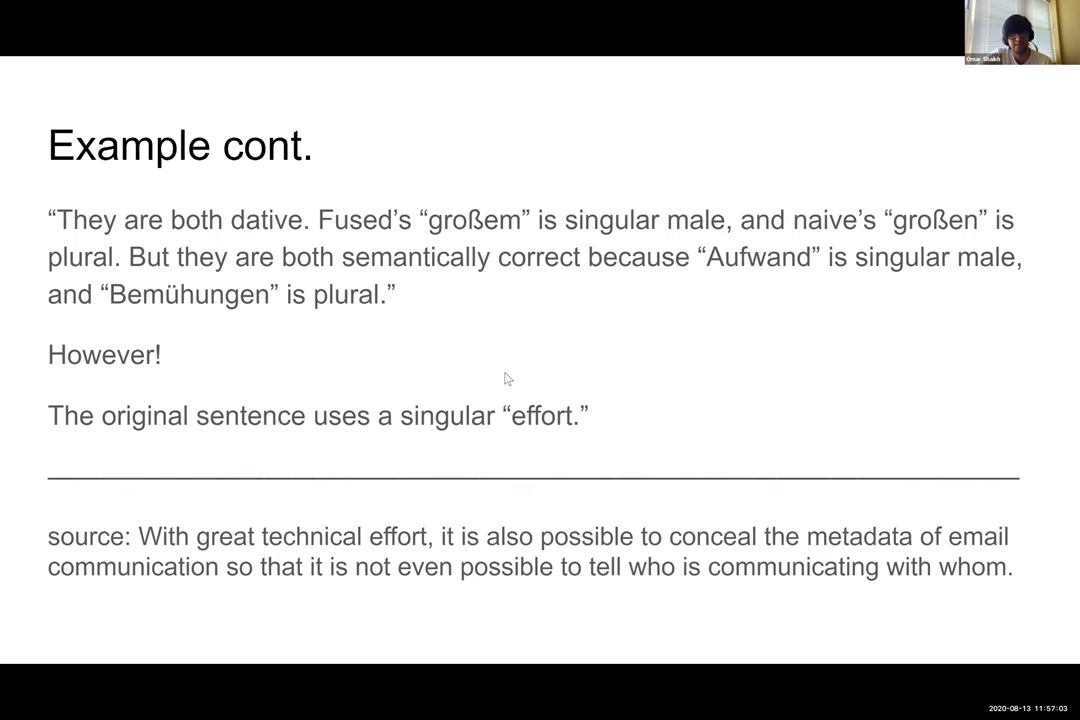 Omar Shaikh
Example cont.
“They are both dative. Fused’s “großem” is singular male, and naive’s “großen” is
plural. But they are both semantically correct because “Aufwand” is singular male,
and “Bemühungen” is plural.”
However!
The original sentence uses a singular “effort.”
source: With great technical effort, it is also possible to conceal the metadata of email
communication so that it is not even possible to tell who is communicating with whom.
2020-08-13 11:57:03